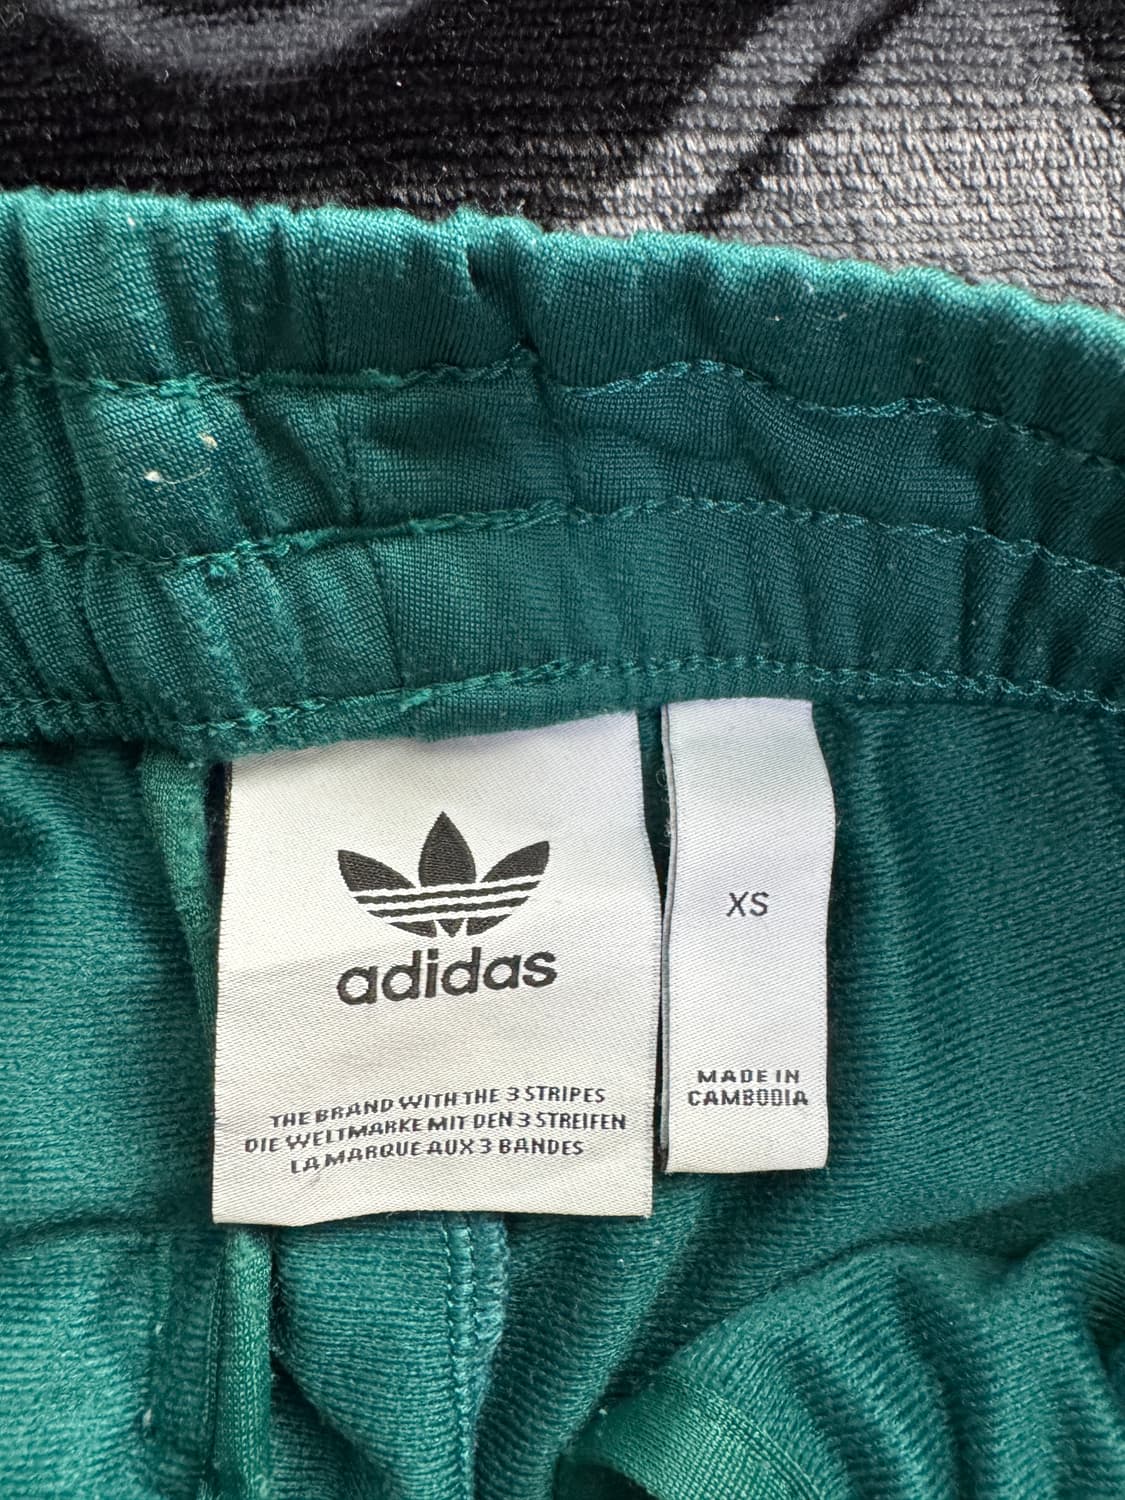 adidas
THE BRAND WITH THE 3 STRIPES
DIE WELTMARKE MIT DEN 3 STREIFEN
LA MARQUE AUX 3 BANDES
XS
MADE IN
CAMBODIA